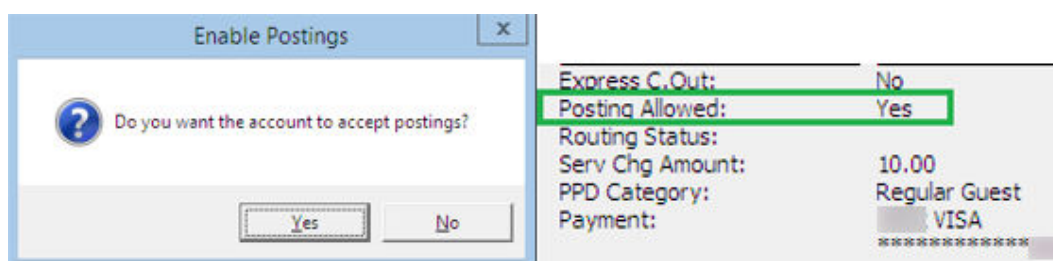 Enable Postings
x
Do you want the account to accept postings?
Yes
No
Express C.Out: No
Posting Allowed: Yes
Routing Status:
Serv Chg Amount: 10.00
PPD Category: Regular Guest
Payment: VISA
************